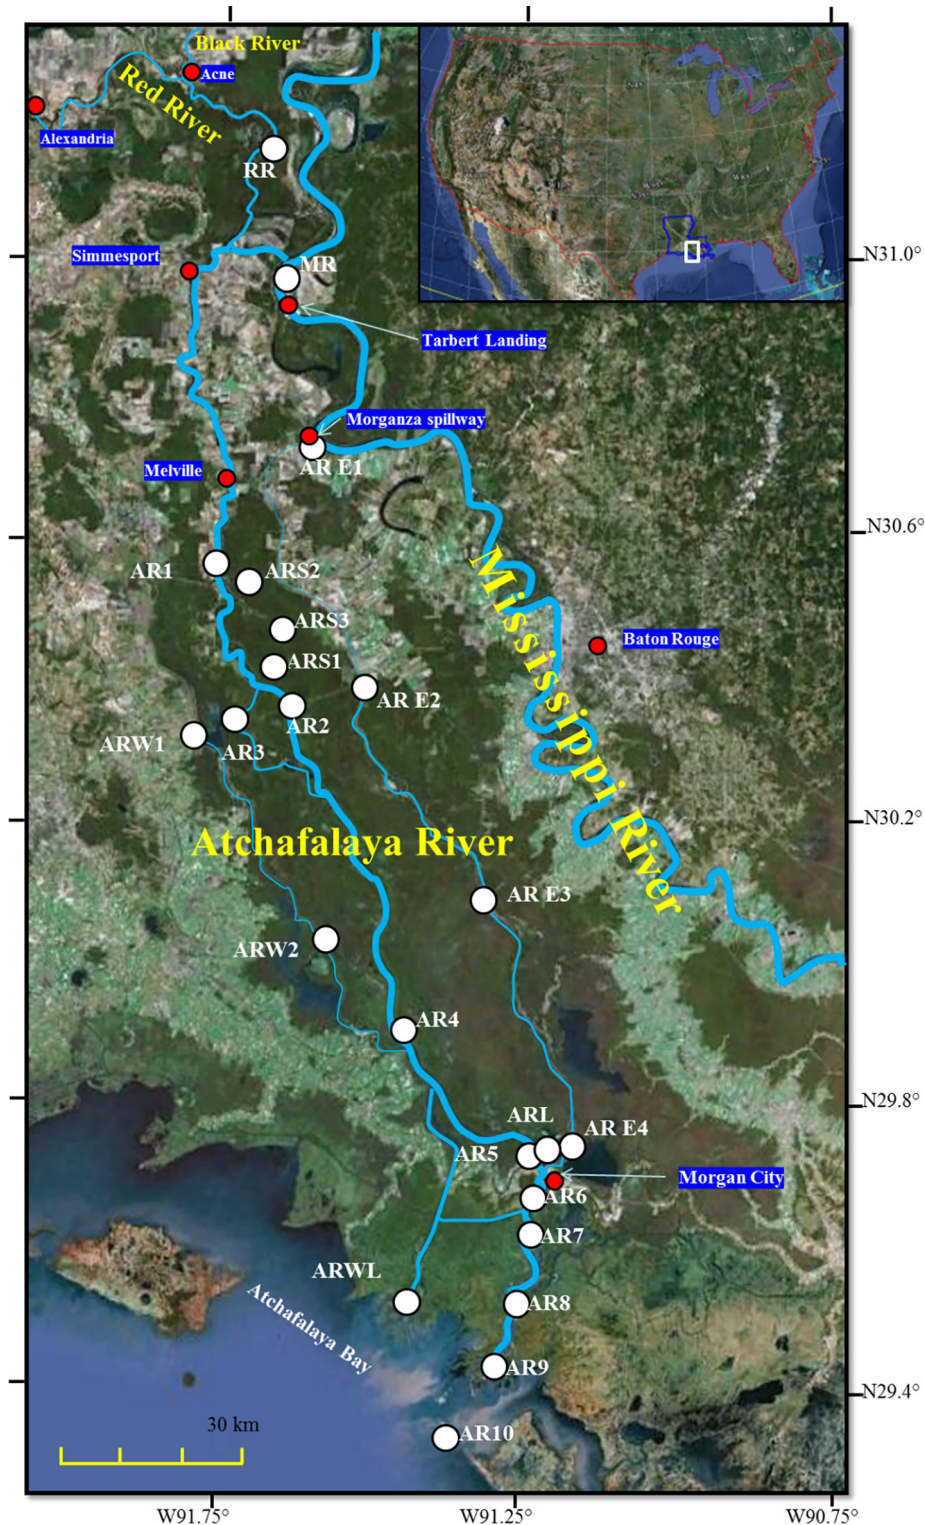 Black River
Acne
Red River
Alexandria
RR
Simmesport
MR
N31.0°
Tarbert Landing
Morganza spillway
AR E1
Melville
N30.6°
AR1
ARS2
ARS3
Mississippi River
Baton Rouge
ARS1
AR E2
AR2
ARW1
AR3
N30.2°
Atchafalaya River
AR E3
ARW2
AR4
N29.8°
ARL
AR E4
AR5
Morgan City
AR6
AR7
ARWL
Atchafalaya Bay
AR8
AR9
N29.4°
30 km
AR10
W91.75°
W91.25°
W90.75°